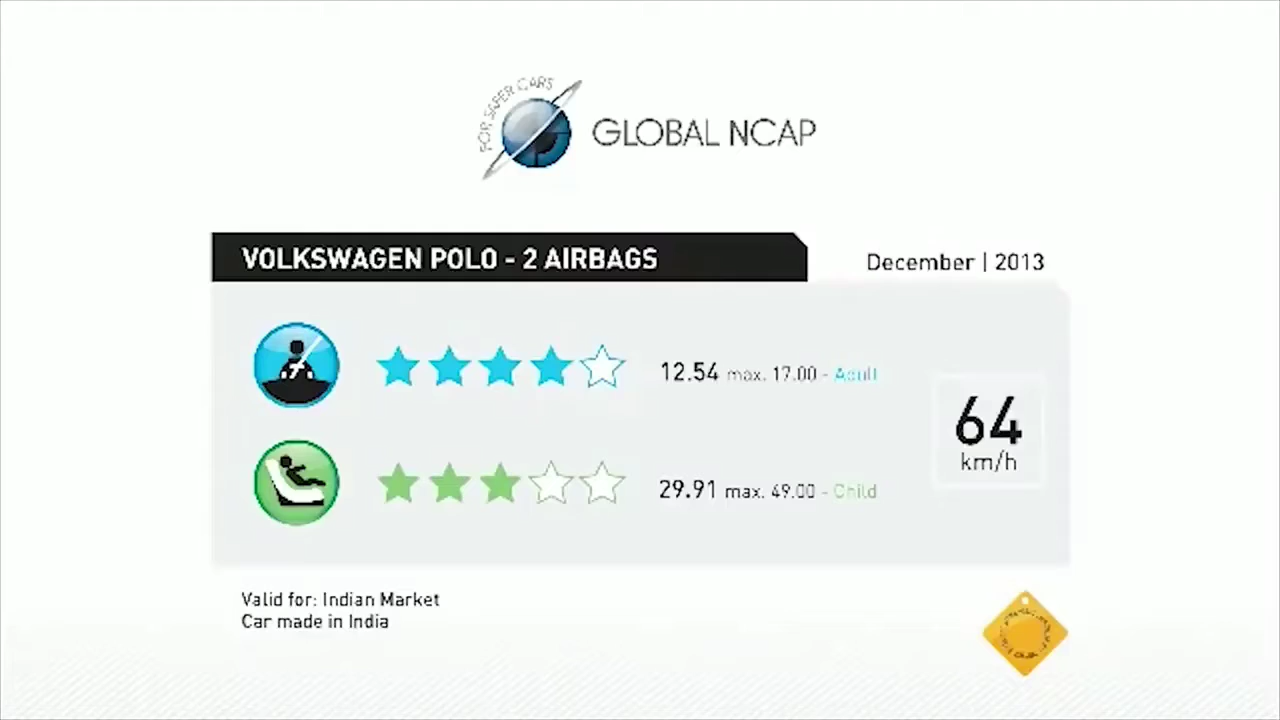 FOR SAFER CARS
GLOBAL NCAP
VOLKSWAGEN POLO - 2 AIRBAGS
December | 2013
12.54 max. 17.00 - Adult
64
km/h
29.91 max. 49.00 - Child
Valid for: Indian Market
Car made in India